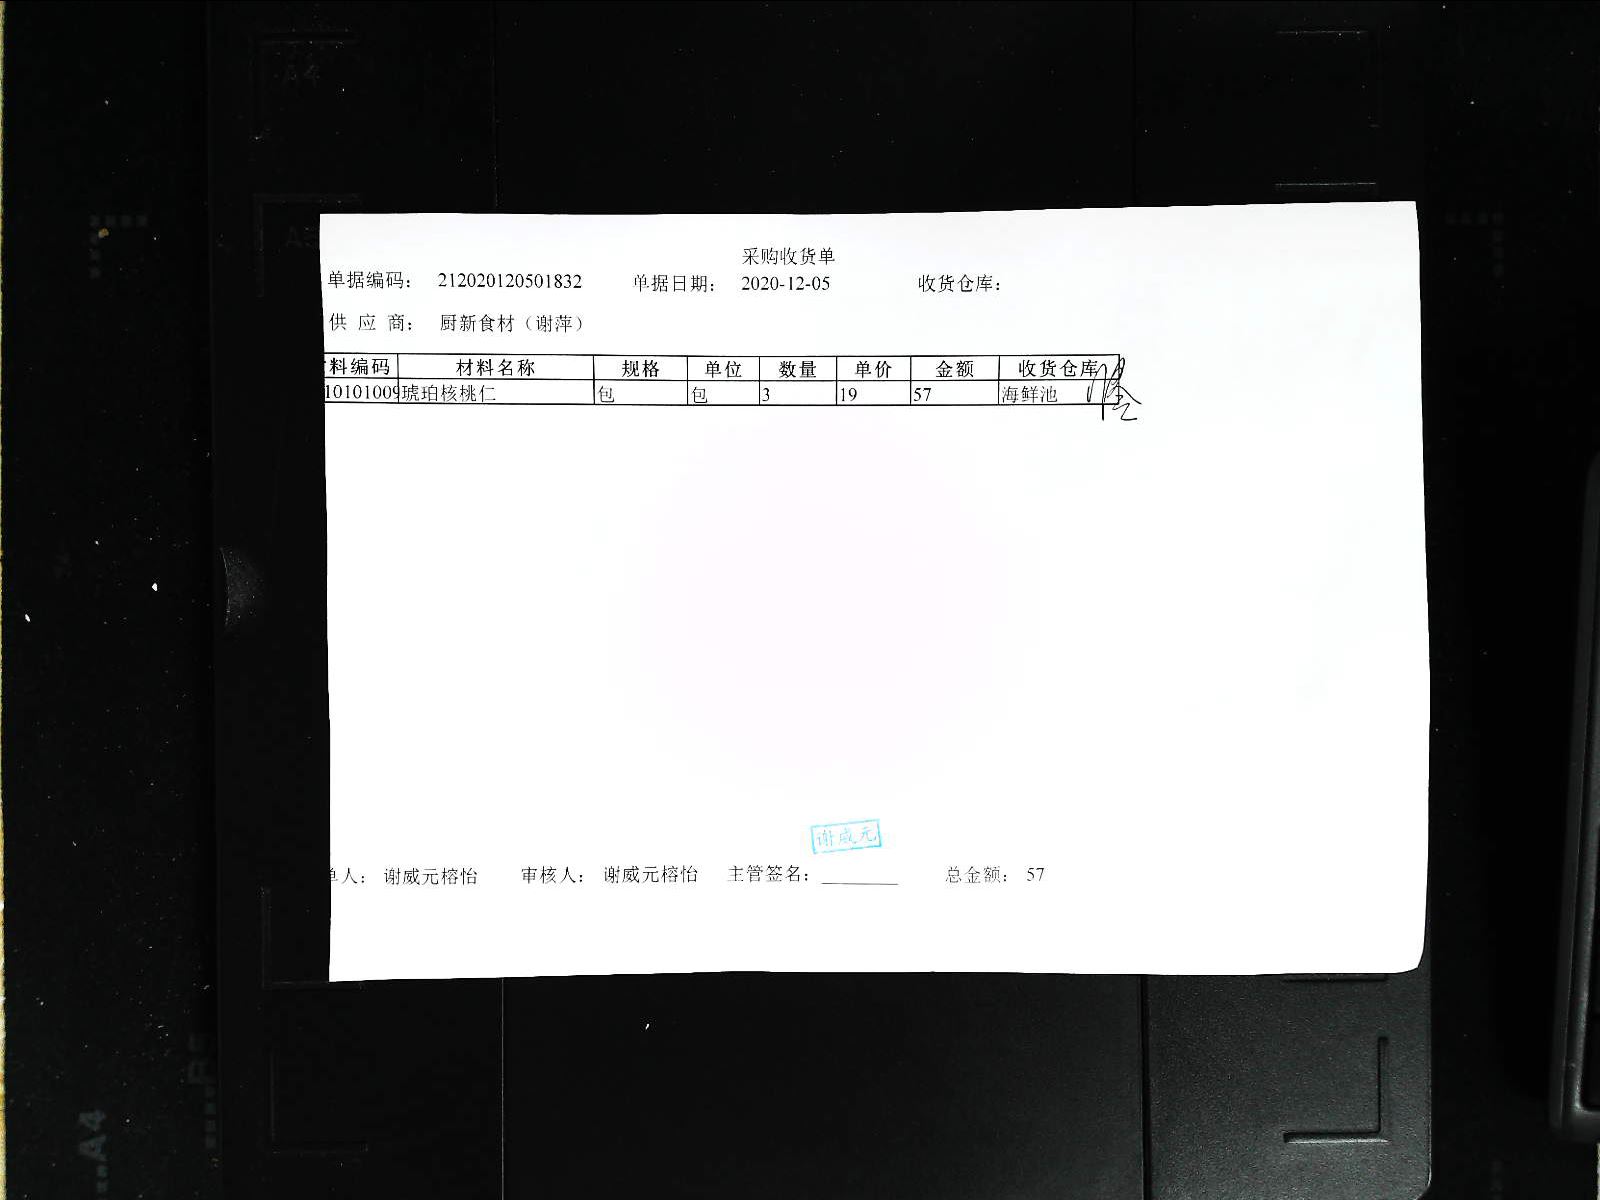 采购收货单
单据编码： 212020120501832 单据日期： 2020-12-05 收货仓库：
供 应 商： 厨新食材（谢萍）
料编码 材料名称 规格 单位 数量 单价 金额 收货仓库
10101009 琥珀核桃仁 包 包 3 19 57 海鲜池
谢威元
单人： 谢威元榕怡 审核人： 谢威元榕怡 主管签名： 总金额： 57
A4